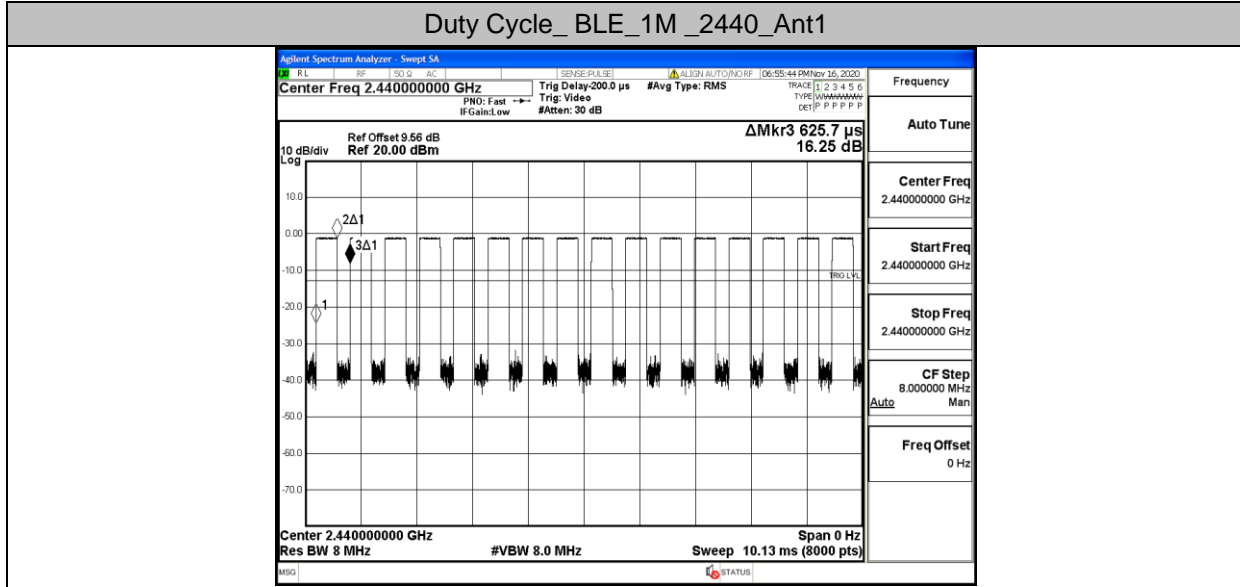 Duty Cycle_ BLE_1M _2440_Ant1
Agilent Spectrum Analyzer - Swept SA
RL RF 50 Ω AC SENSE:PULSE ALIGN AUTO/NO RF 06:55:44 PM Nov 16, 2020
Center Freq 2.440000000 GHz
PNO: Fast
IFGain:Low
Trig Delay-200.0 µs
Trig: Video
#Atten: 30 dB
#Avg Type: RMS
TRACE 1 2 3 4 5 6
TYPE WWWWWW
DET P P P P P P
Ref Offset 9.56 dB
10 dB/div Ref 20.00 dBm
Log
ΔMkr3 625.7 µs
16.25 dB
10.0
2Δ1
0.00
3Δ1
-10.0
TRIG LVL
-20.0
1
-30.0
-40.0
-50.0
-60.0
-70.0
Center 2.440000000 GHz Span 0 Hz
Res BW 8 MHz #VBW 8.0 MHz Sweep 10.13 ms (8000 pts)
MSG STATUS
Frequency
Auto Tune
Center Freq
2.440000000 GHz
Start Freq
2.440000000 GHz
Stop Freq
2.440000000 GHz
CF Step
8.000000 MHz
Auto Man
Freq Offset
0 Hz